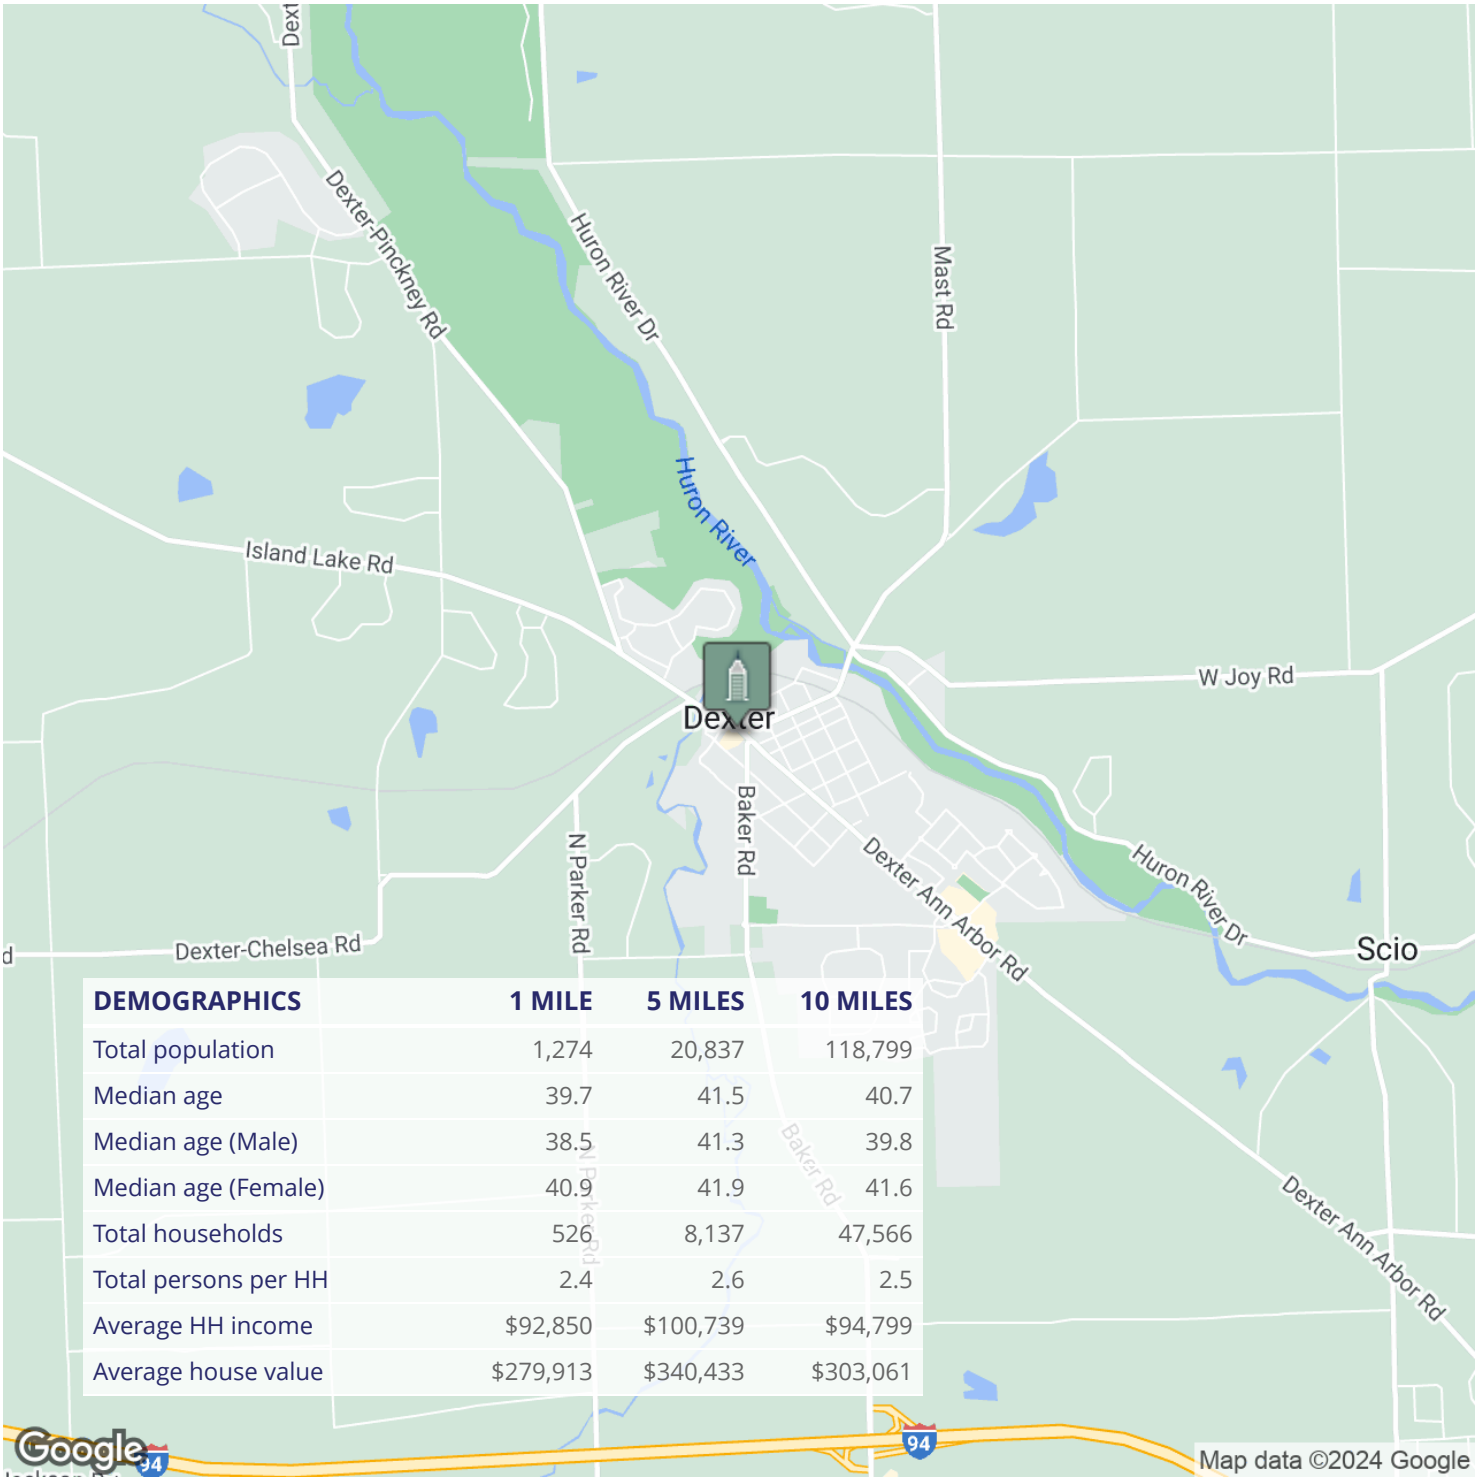 Dext
Dexter-Pinckney Rd
Huron River Dr
Mast Rd
Huron River
Island Lake Rd
W Joy Rd
Dexter
Baker Rd
N Parker Rd
Dexter Ann Arbor Rd
Huron River Dr
Scio
d
Dexter-Chelsea Rd
DEMOGRAPHICS 1 MILE 5 MILES 10 MILES
Total population 1,274 20,837 118,799
Median age 39.7 41.5 40.7
Median age (Male) 38.5 41.3 39.8
Median age (Female) 40.9 41.9 41.6
Total households 526 8,137 47,566
Total persons per HH 2.4 2.6 2.5
Average HH income $92,850 $100,739 $94,799
Average house value $279,913 $340,433 $303,061
N Parker Rd
Baker Rd
Dexter Ann Arbor Rd
94
Google
94
Map data ©2024 Google